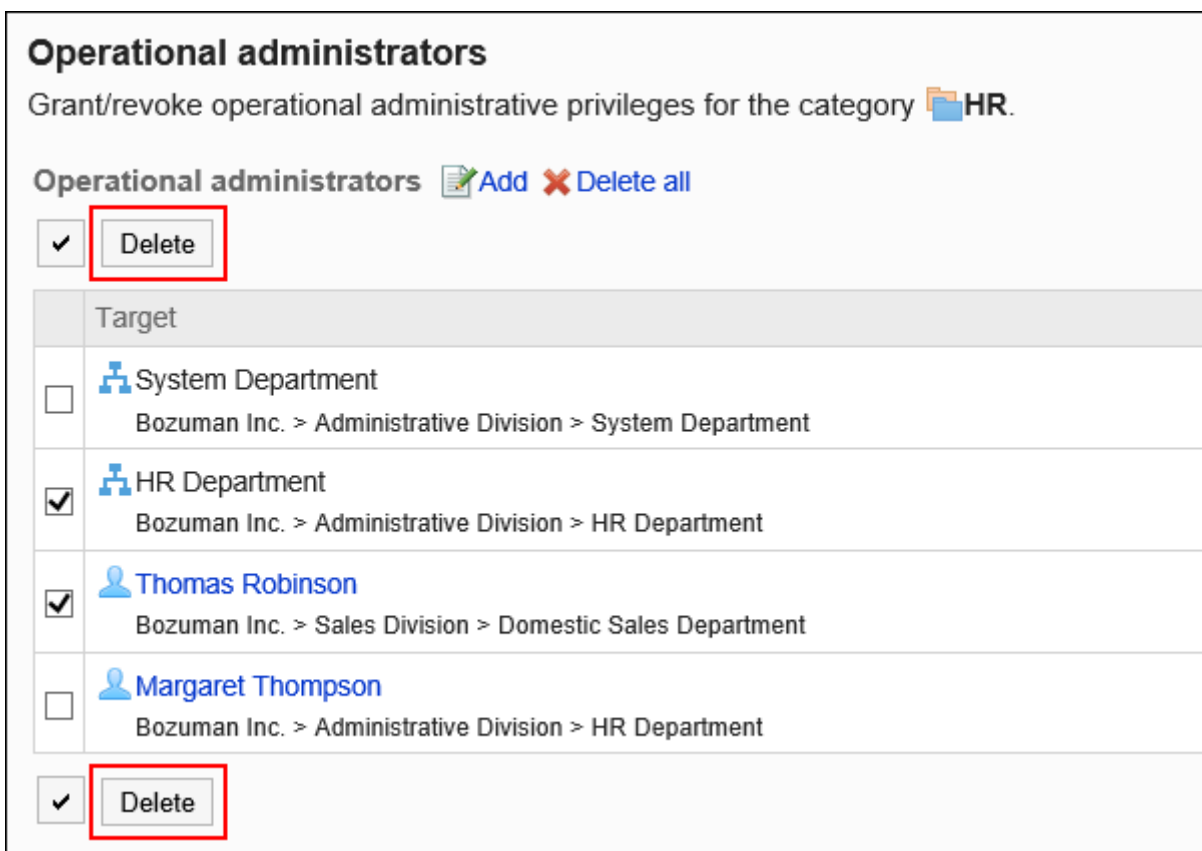 Operational administrators
Grant/revoke operational administrative privileges for the category HR.
Operational administrators Add Delete all
Delete
Target
System Department
Bozuman Inc. > Administrative Division > System Department
HR Department
Bozuman Inc. > Administrative Division > HR Department
Thomas Robinson
Bozuman Inc. > Sales Division > Domestic Sales Department
Margaret Thompson
Bozuman Inc. > Administrative Division > HR Department
Delete